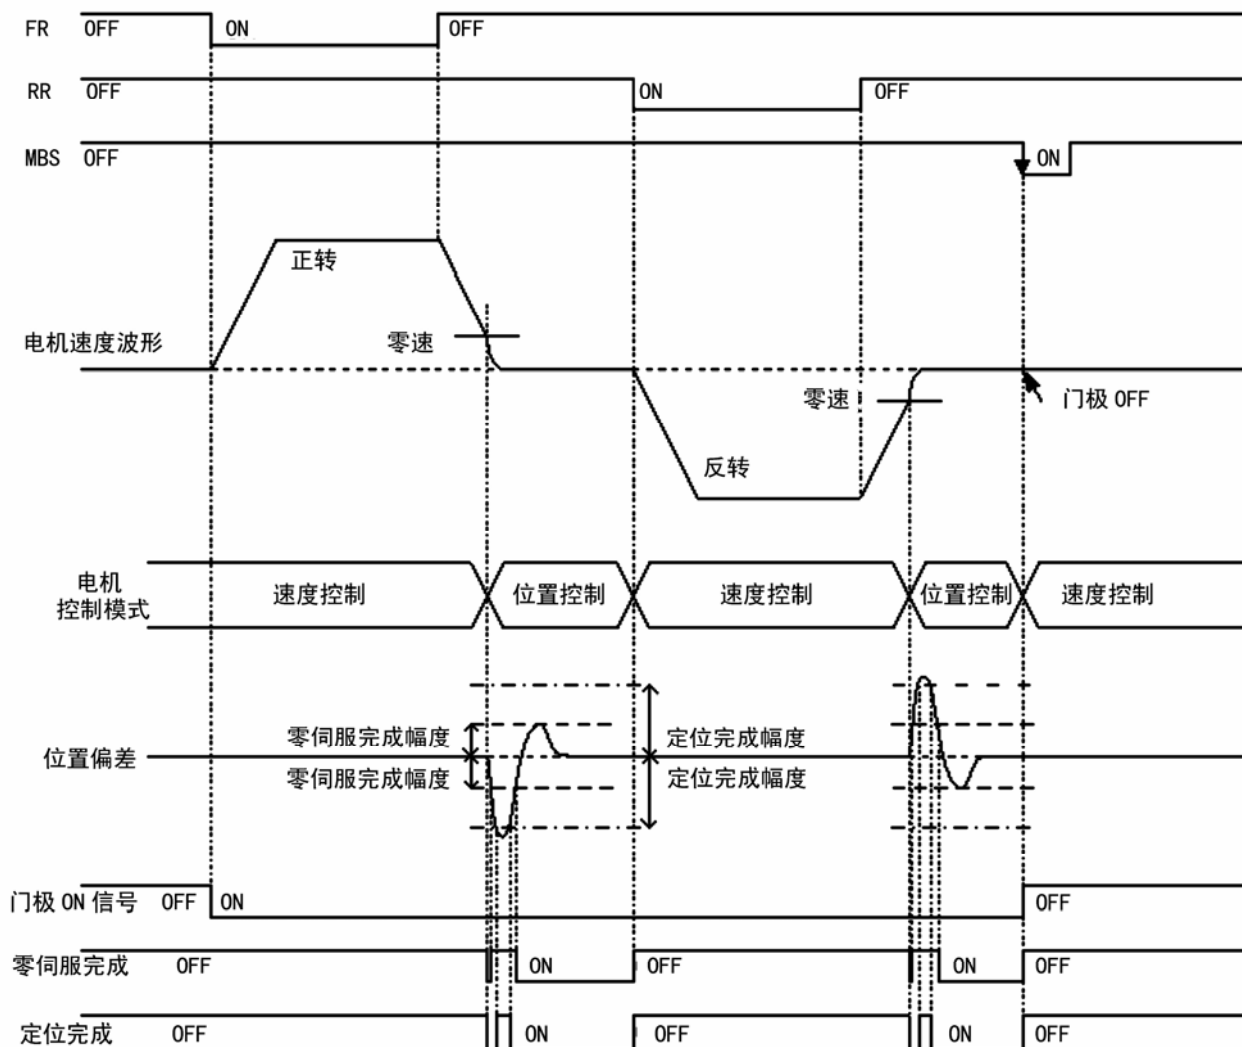 FR OFF ON OFF
RR OFF ON OFF
MBS OFF ON
正转
电机速度波形 零速
零速 门极 OFF
反转
电机
控制模式
速度控制 位置控制 速度控制 位置控制 速度控制
零伺服完成幅度 定位完成幅度
位置偏差
零伺服完成幅度 定位完成幅度
门极 ON 信号 OFF ON OFF
零伺服完成 OFF ON OFF ON OFF
定位完成 OFF ON OFF ON OFF